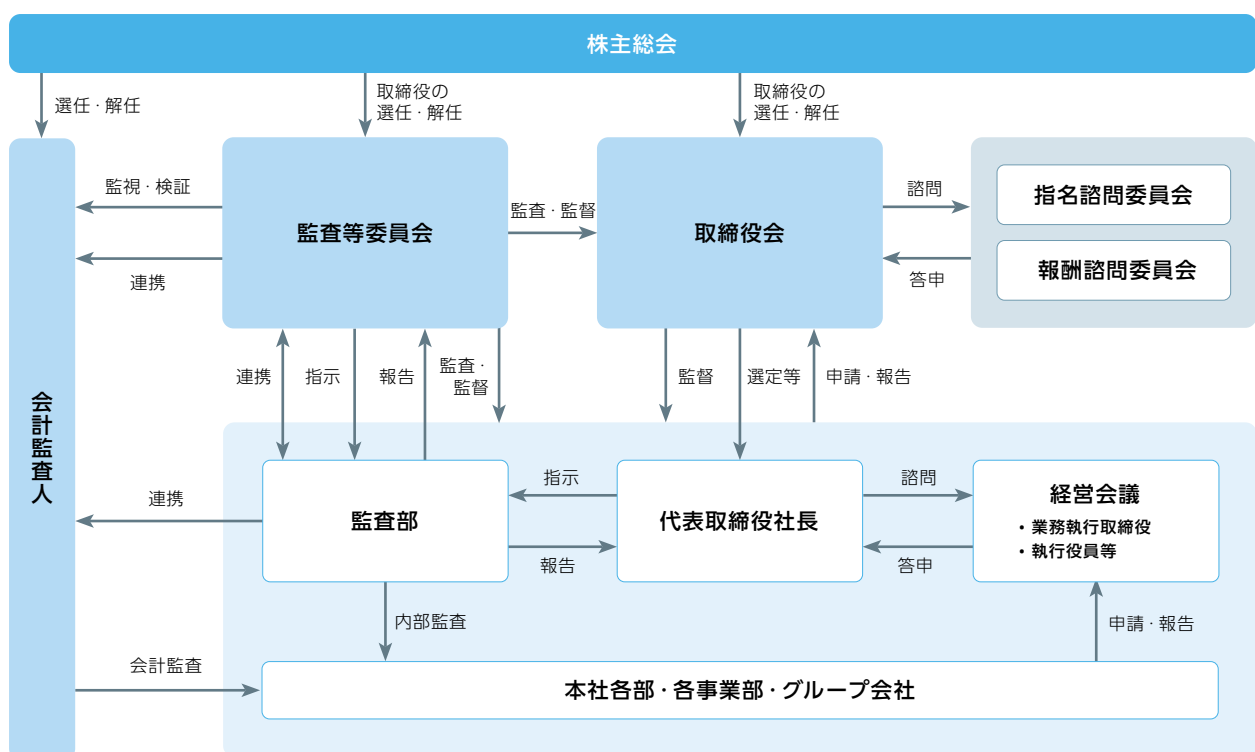 株主総会
選任・解任
取締役の
選任・解任
取締役の
選任・解任
会計監査人
監視・検証
連携
監査等委員会
監査・監督
取締役会
諮問
答申
指名諮問委員会
報酬諮問委員会
連携
指示
報告
監査・
監督
監督
選定等
申請・報告
連携
監査部
指示
報告
代表取締役社長
諮問
答申
経営会議
・業務執行取締役
・執行役員等
内部監査
申請・報告
会計監査
本社各部・各事業部・グループ会社